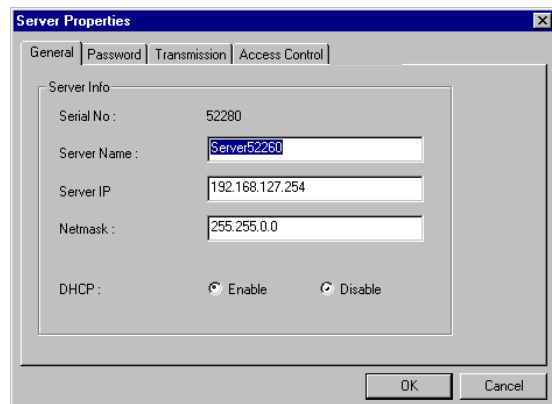 Server Properties
General Password Transmission Access Control
Server Info
Serial No : 52280
Server Name : Server52260
Server IP 192.168.127.254
Netmask : 255.255.0.0
DHCP : Enable Disable
OK Cancel